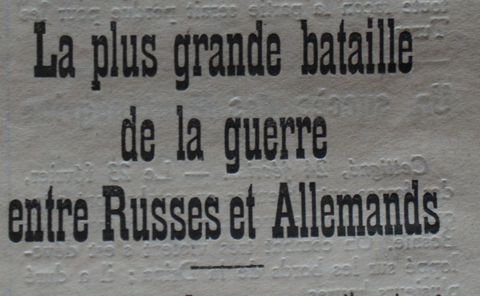 La plus grande bataille
de la guerre
entre Russes et Allemands